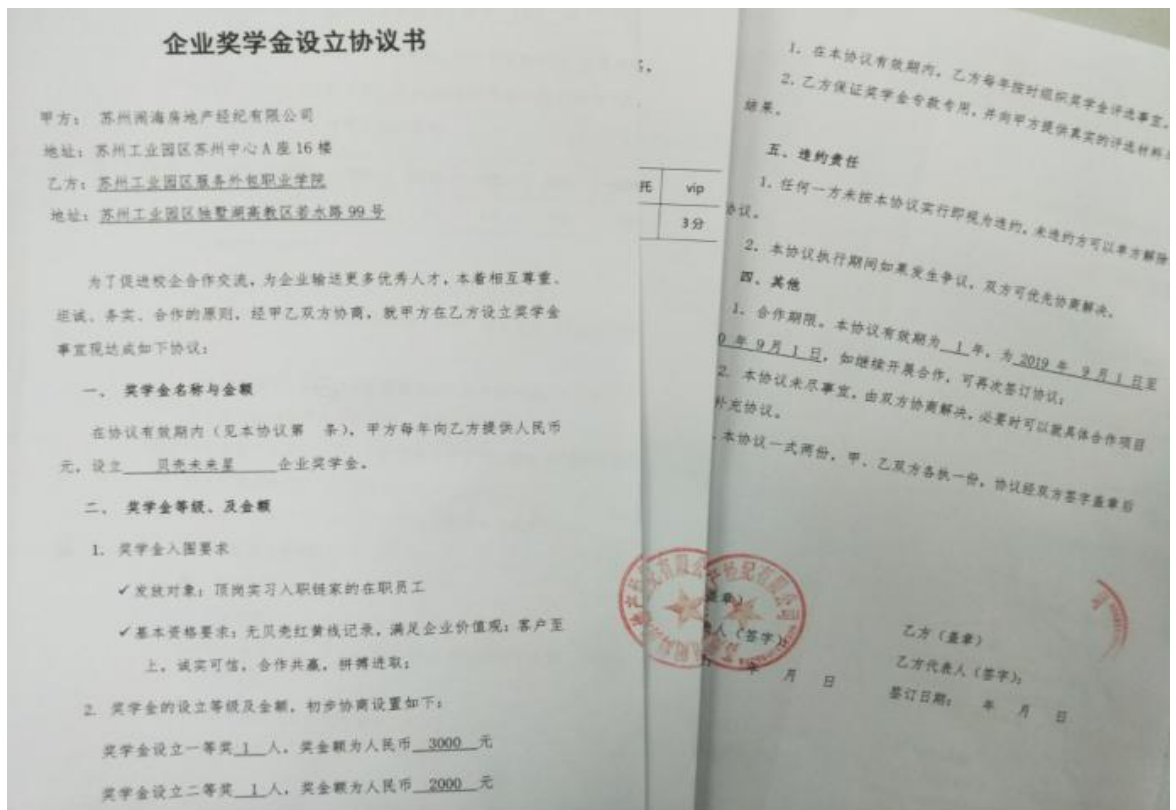 企业奖学金设立协议书
甲方： 苏州闽海房地产经纪有限公司
地址： 苏州工业园区苏州中心A座16楼
乙方： 苏州工业园区服务外包职业学院
地址： 苏州工业园区独墅湖高教区若水路99号
为了促进校企合作交流，为企业输送更多优秀人才，本着相互尊重、
坦诚、务实、合作的原则，经甲乙双方协商，就甲方在乙方设立奖学金
事宜现达成如下协议：
一、 奖学金名称与金额
在协议有效期内（见本协议第 条），甲方每年向乙方提供人民币
元，设立 贝壳未来星 企业奖学金。
二、 奖学金等级、及金额
1. 奖学金入围要求
✓发放对象：顶岗实习入职链家的在职员工
✓基本资格要求：无贝壳红黄线记录，满足企业价值观：客户至
上，诚实可信，合作共赢，拼搏进取；
2. 奖学金的设立等级及金额，初步协商设置如下：
奖学金设立一等奖 1 人，奖金额为人民币 3000 元
奖学金设立二等奖 1 人，奖金额为人民币 2000 元
托 vip
3分
1. 在本协议有效期内，乙方每年按时组织奖学金评选事宜。
2. 乙方保证奖学金专款专用，并向甲方提供真实的评选材料
结果。
五、违约责任
1. 任何一方未按本协议实行即视为违约，未违约方可以单方解除
协议。
2. 本协议执行期间如果发生争议，双方可优先协商解决。
四、其他
1. 合作期限。本协议有效期为 1 年，为 2019 年 9 月 1 日至
0 年 9 月 1 日，如继续开展合作，可再次签订协议；
2. 本协议未尽事宜，由双方协商解决，必要时可以就具体合作项目
补充协议。
本协议一式两份，甲、乙双方各执一份，协议经双方签字盖章后
盖章）
表人（签字）：
年 月 日
乙方（盖章）
乙方代表人（签字）：
签订日期： 年 月 日